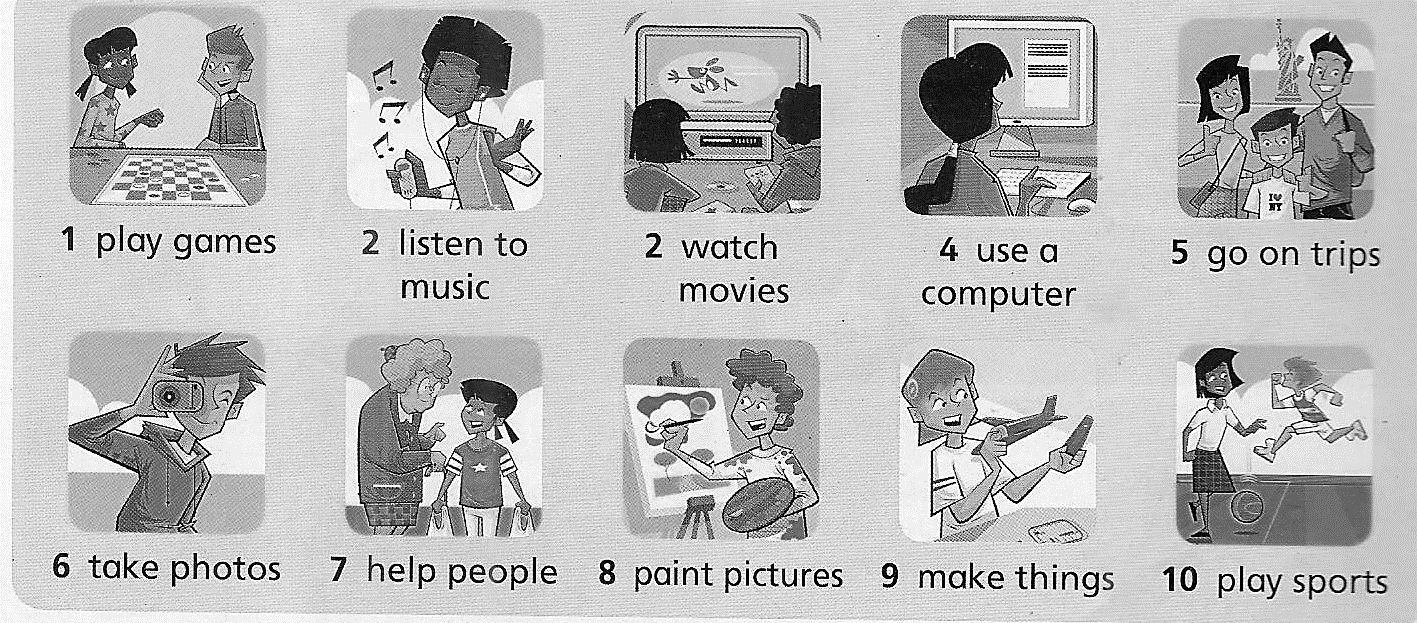 1 play games
2 listen to
music
2 watch
movies
4 use a
computer
5 go on trips
I ♥
NY
6 take photos
7 help people
8 paint pictures
9 make things
10 play sports